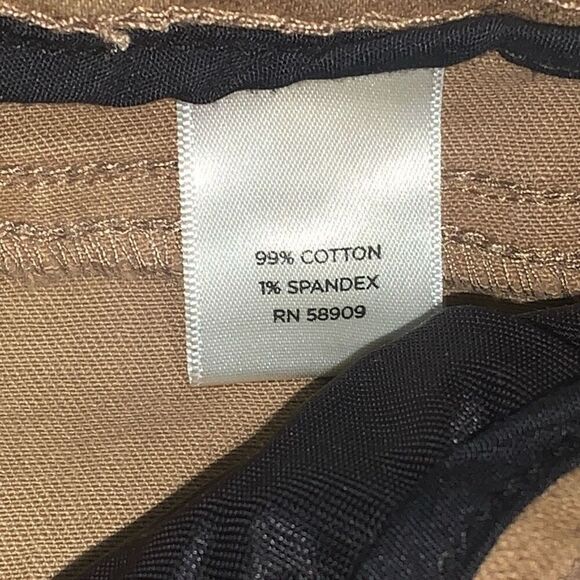 99% COTTON
1% SPANDEX
RN 58909